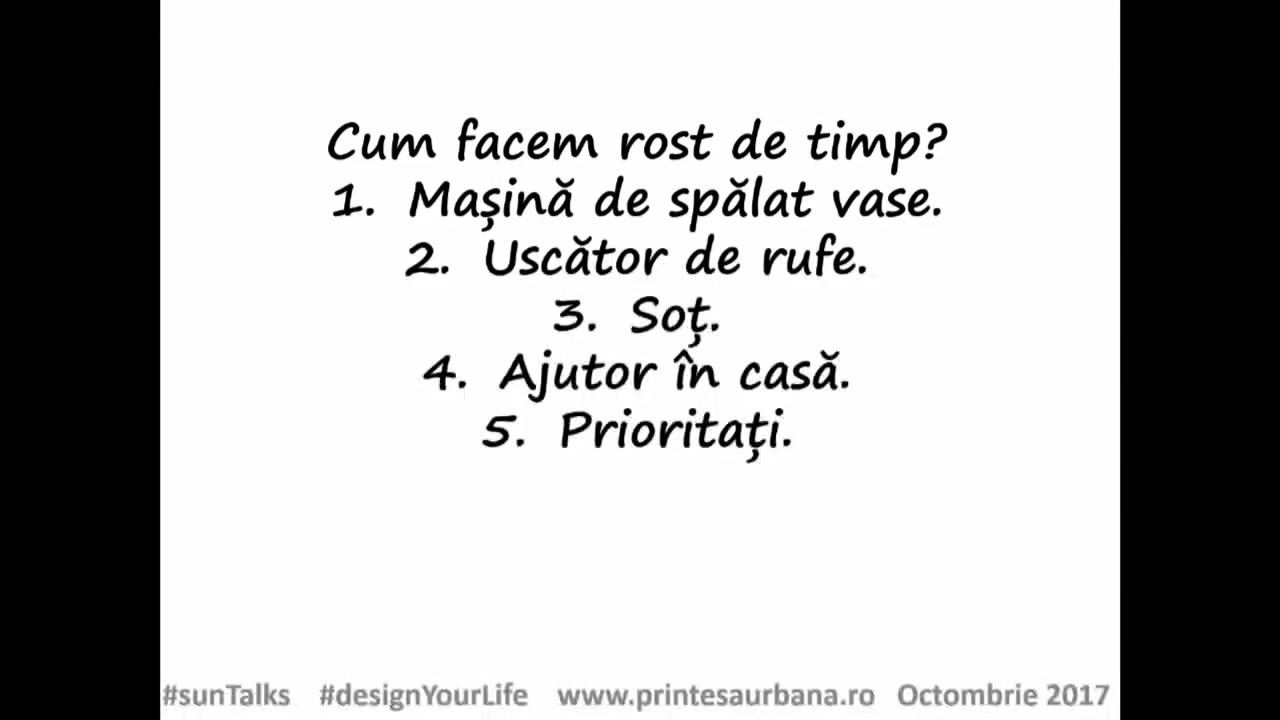 Cum facem rost de timp?
1. Mașină de spălat vase.
2. Uscător de rufe.
3. Soț.
4. Ajutor în casă.
5. Prioritați.
#sunTalks #designYourLife www.printesaurbana.ro Octombrie 2017